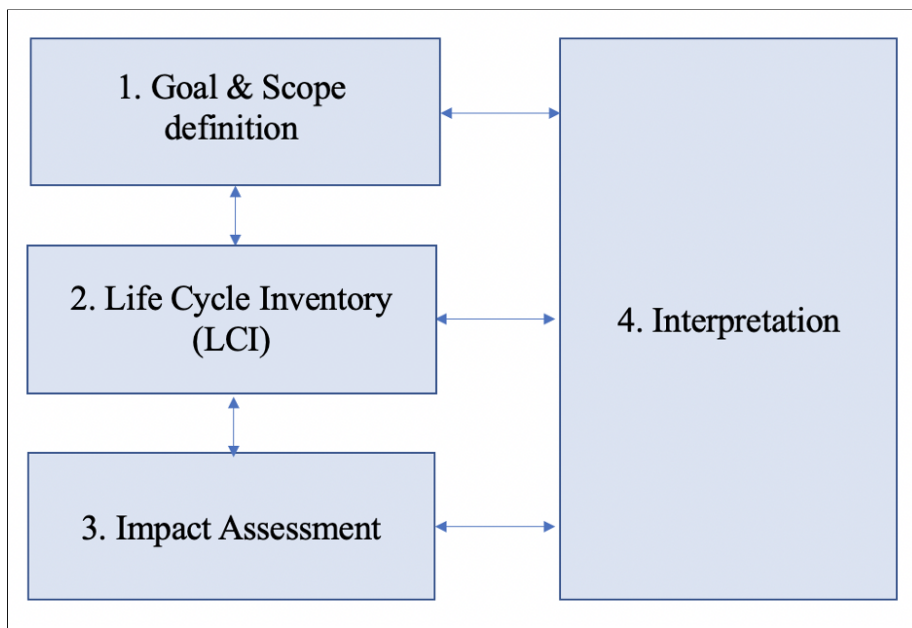 1. Goal & Scope
definition
2. Life Cycle Inventory
(LCI)
3. Impact Assessment
4. Interpretation